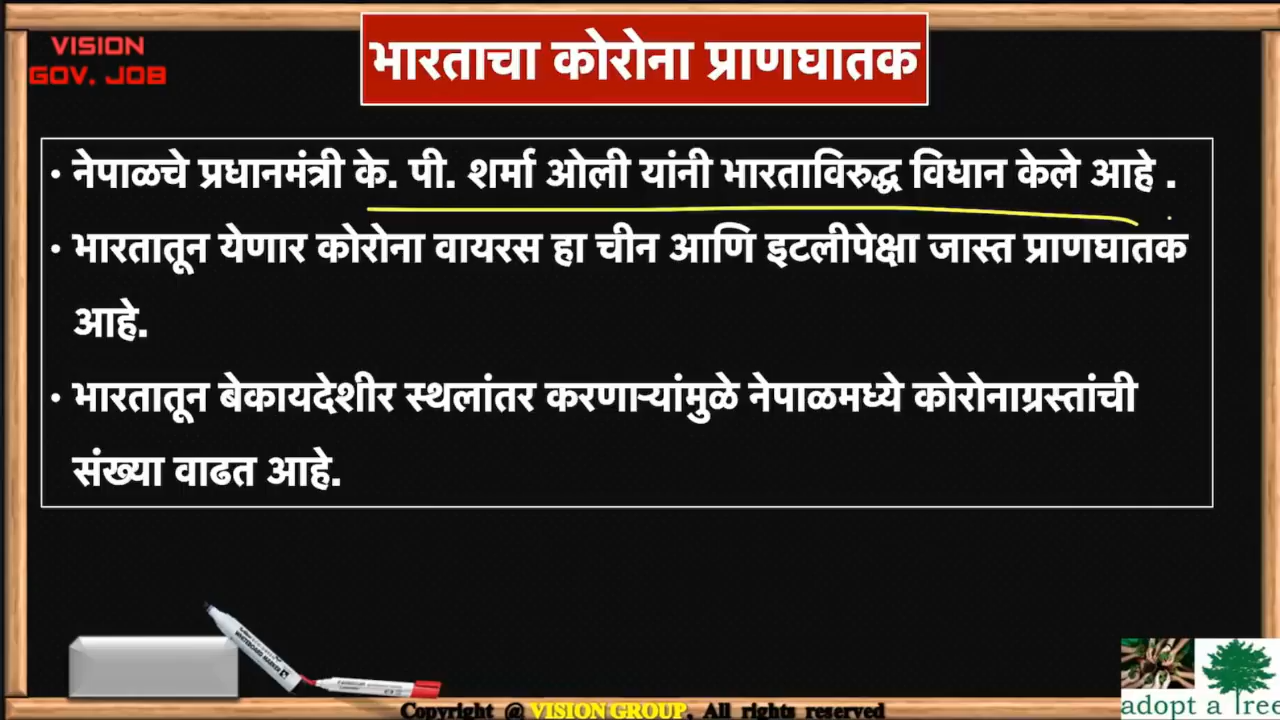 VISION
GOV. JOB
भारताचा कोरोना प्राणघातक
• नेपाळचे प्रधानमंत्री के. पी. शर्मा ओली यांनी भारताविरुद्ध विधान केले आहे .
• भारतातून येणार कोरोना वायरस हा चीन आणि इटलीपेक्षा जास्त प्राणघातक
आहे.
• भारतातून बेकायदेशीर स्थलांतर करणाऱ्यांमुळे नेपाळमध्ये कोरोनाग्रस्तांची
संख्या वाढत आहे.
adopt a Tree
Copyright @ VISION GROUP. All rights reserved